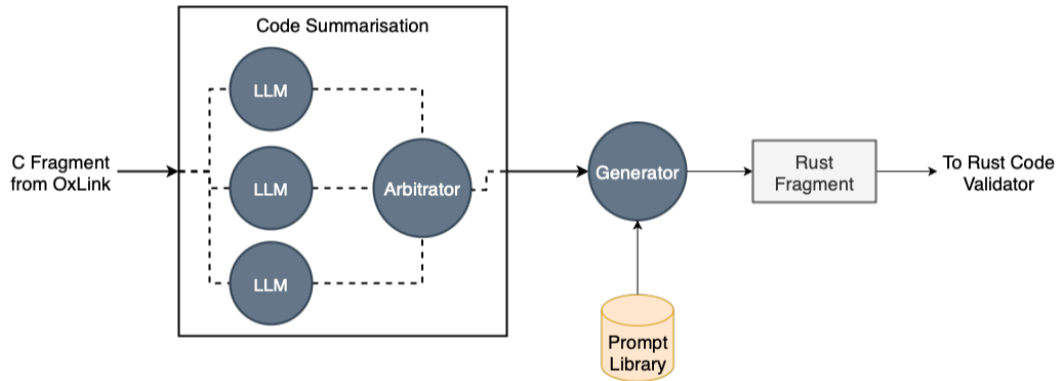 Code Summarisation
LLM
LLM
LLM
Arbitrator
C Fragment
from OxLink
Generator
Rust
Fragment
To Rust Code
Validator
Prompt
Library